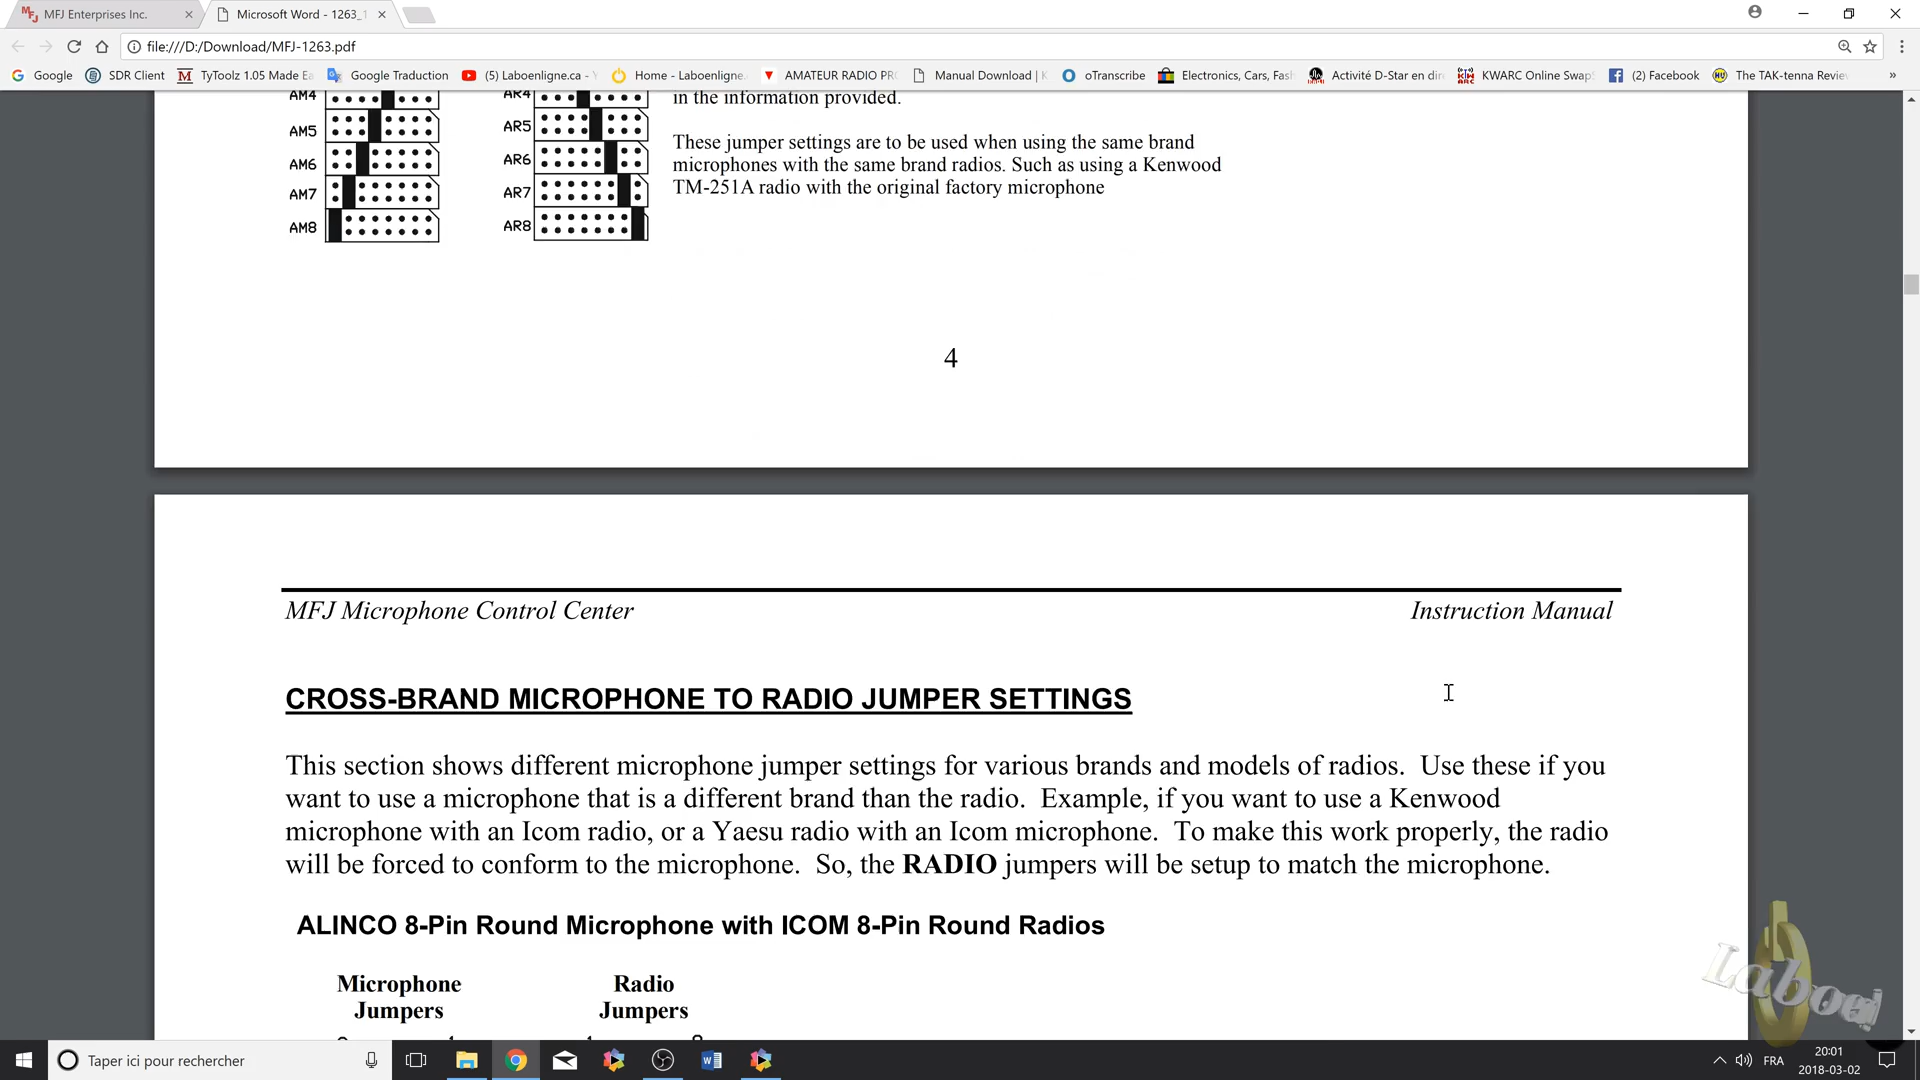 MFJ Enterprises Inc.
Microsoft Word - 1263_1
file:///D:/Download/MFJ-1263.pdf
Google
SDR Client
TyToolz 1.05 Made Ea
Google Traduction
(5) Laboenligne.ca - Y
Home - Laboenligne.
AMATEUR RADIO PR
Manual Download | K
oTranscribe
Electronics, Cars, Fash
Activité D-Star en dir
KWARC Online Swap
(2) Facebook
The TAK-tenna Review
»
AM4
AR4
in the information provided.
AM5
AR5
These jumper settings are to be used when using the same brand
AM6
AR6
microphones with the same brand radios. Such as using a Kenwood
AM7
AR7
TM-251A radio with the original factory microphone
AM8
AR8
4
MFJ Microphone Control Center
Instruction Manual
CROSS-BRAND MICROPHONE TO RADIO JUMPER SETTINGS
This section shows different microphone jumper settings for various brands and models of radios. Use these if you
want to use a microphone that is a different brand than the radio. Example, if you want to use a Kenwood
microphone with an Icom radio, or a Yaesu radio with an Icom microphone. To make this work properly, the radio
will be forced to conform to the microphone. So, the RADIO jumpers will be setup to match the microphone.
ALINCO 8-Pin Round Microphone with ICOM 8-Pin Round Radios
Microphone
Jumpers
Radio
Jumpers
Taper ici pour rechercher
FRA
20:01
2018-03-02